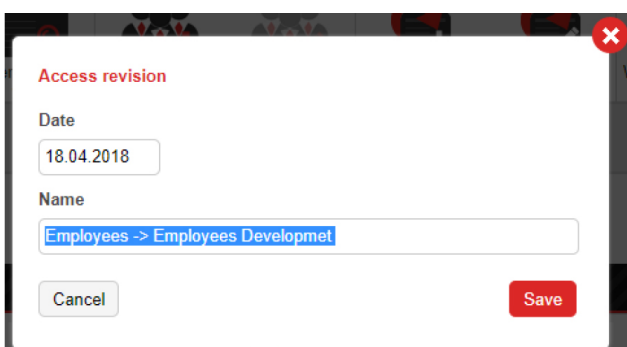 Access revision
Date
18.04.2018
Name
Employees -> Employees Developmet
Cancel
Save